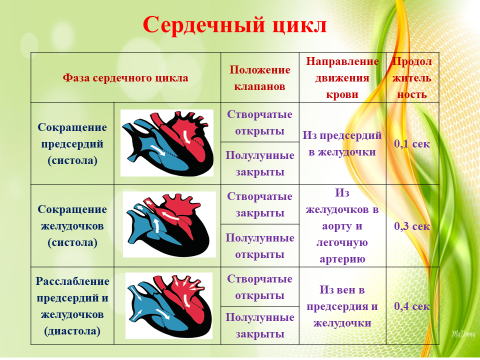 Сердечный цикл
Фаза сердечного цикла
Положение
клапанов
Направление
движения
крови
Продол
житель
ность
Сокращение
предсердий
(систола)
Створчатые
открыты
Полулунные
закрыты
Из предсердий
в желудочки
0,1 сек
Сокращение
желудочков
(систола)
Створчатые
закрыты
Полулунные
открыты
Из
желудочков в
аорту и
легочную
артерию
0,3 сек
Расслабление
предсердий и
желудочков
(диастола)
Створчатые
открыты
Полулунные
закрыты
Из вен в
предсердия и
желудочки
0,4 сек